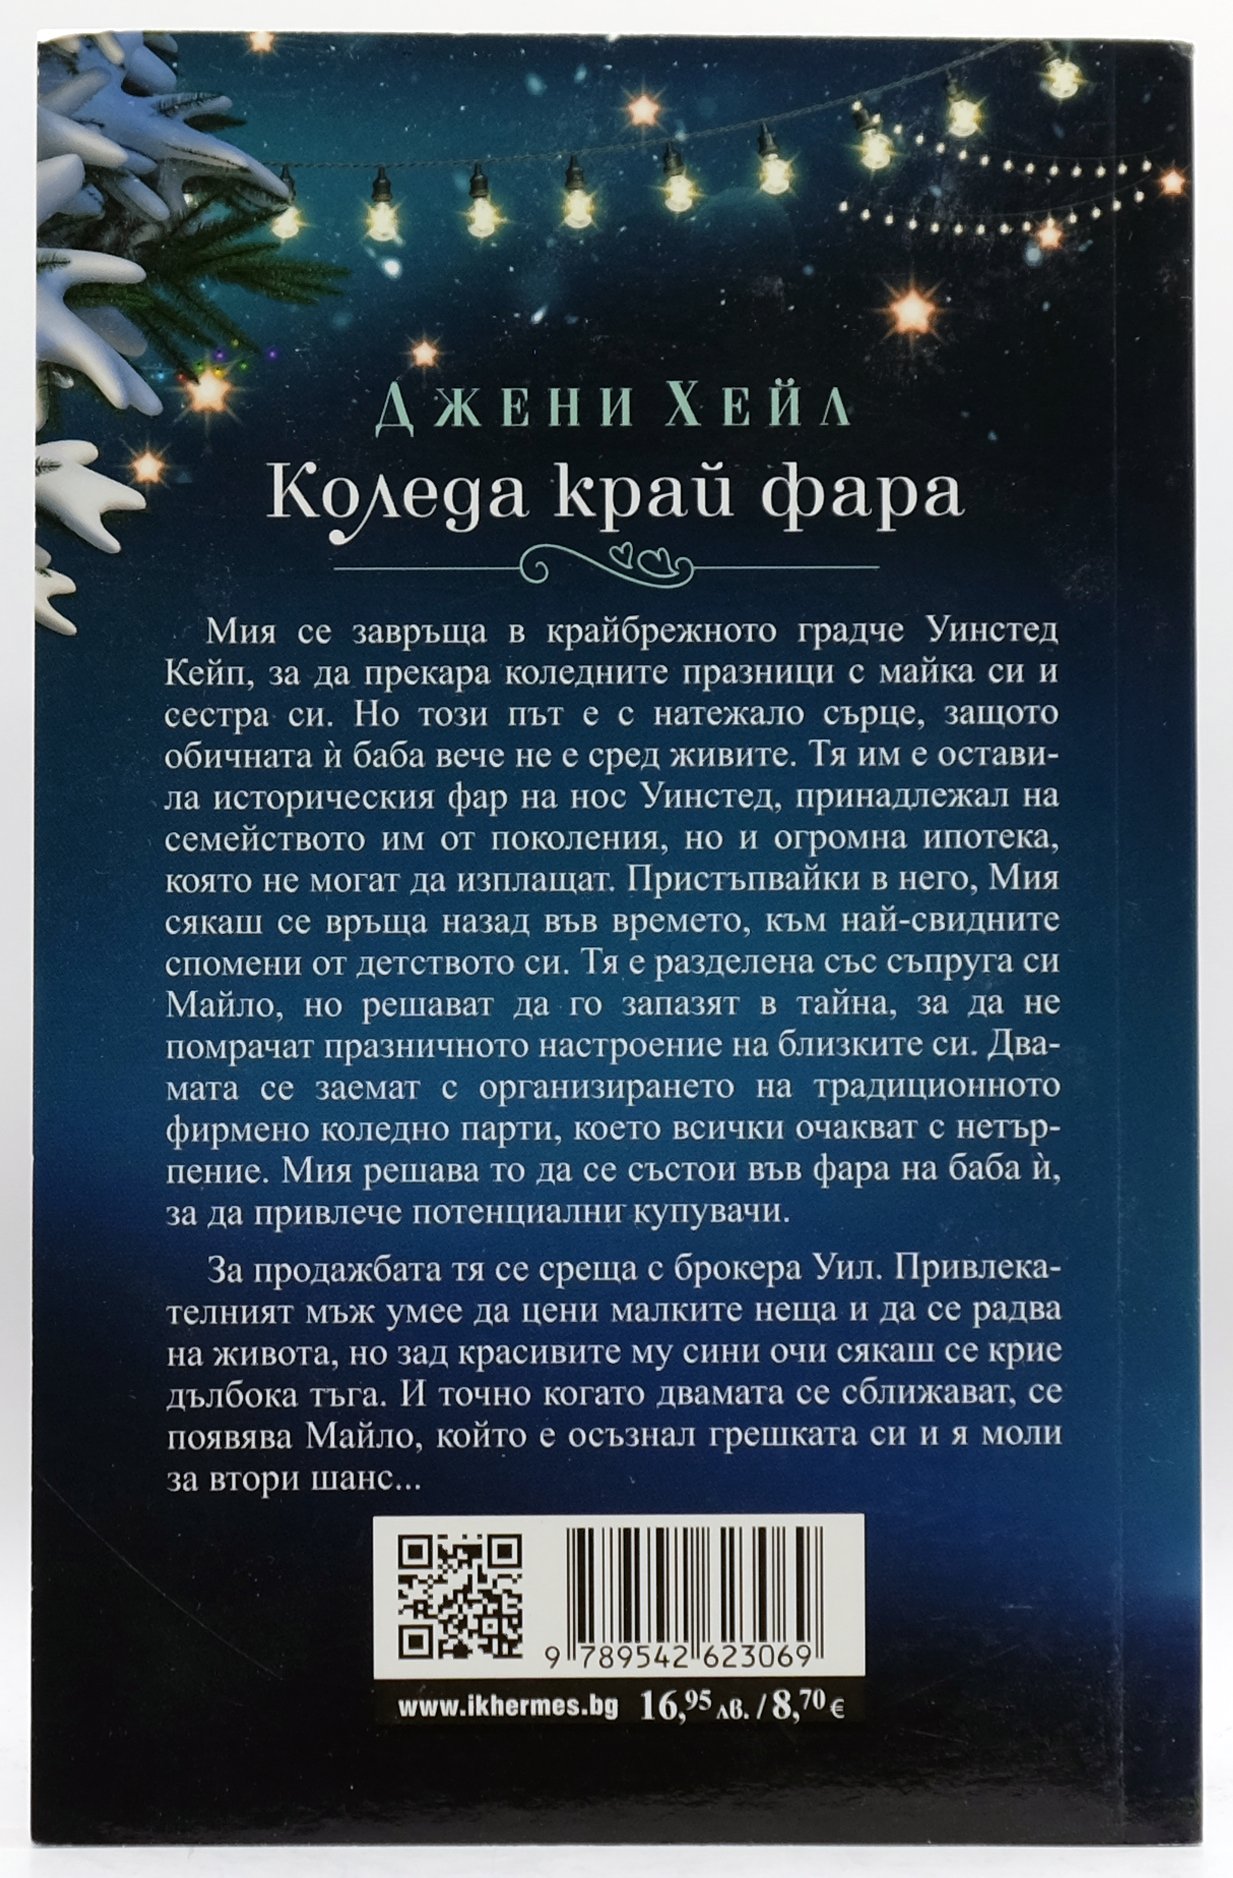 ДЖЕНИ ХЕЙЛ
Коледа край фара
Мия се завръща в крайбрежното градче Уинстед
Кейп, за да прекара коледните празници с майка си и
сестра си. Но този път е с натежало сърце, защото
обичната ѝ баба вече не е сред живите. Тя им е остави-
ла историческия фар на нос Уинстед, принадлежал на
семейството им от поколения, но и огромна ипотека,
която не могат да изплащат. Пристъпвайки в него, Мия
сякаш се връща назад във времето, към най-свидните
спомени от детството си. Тя е разделена със съпруга си
Майло, но решават да го запазят в тайна, за да не
помрачат празничното настроение на близките си. Два-
мата се заемат с организирането на традиционното
фирмено коледно парти, което всички очакват с нетър-
пение. Мия решава то да се състои във фара на баба ѝ,
за да привлече потенциални купувачи.
За продажбата тя се среща с брокера Уил. Привлека-
телният мъж умее да цени малките неща и да се радва
на живота, но зад красивите му сини очи сякаш се крие
дълбока тъга. И точно когато двамата се сближават, се
появява Майло, който е осъзнал грешката си и я моли
за втори шанс...
9 789542 623069
www.ikhermes.bg 16,95 лв. / 8,70 €